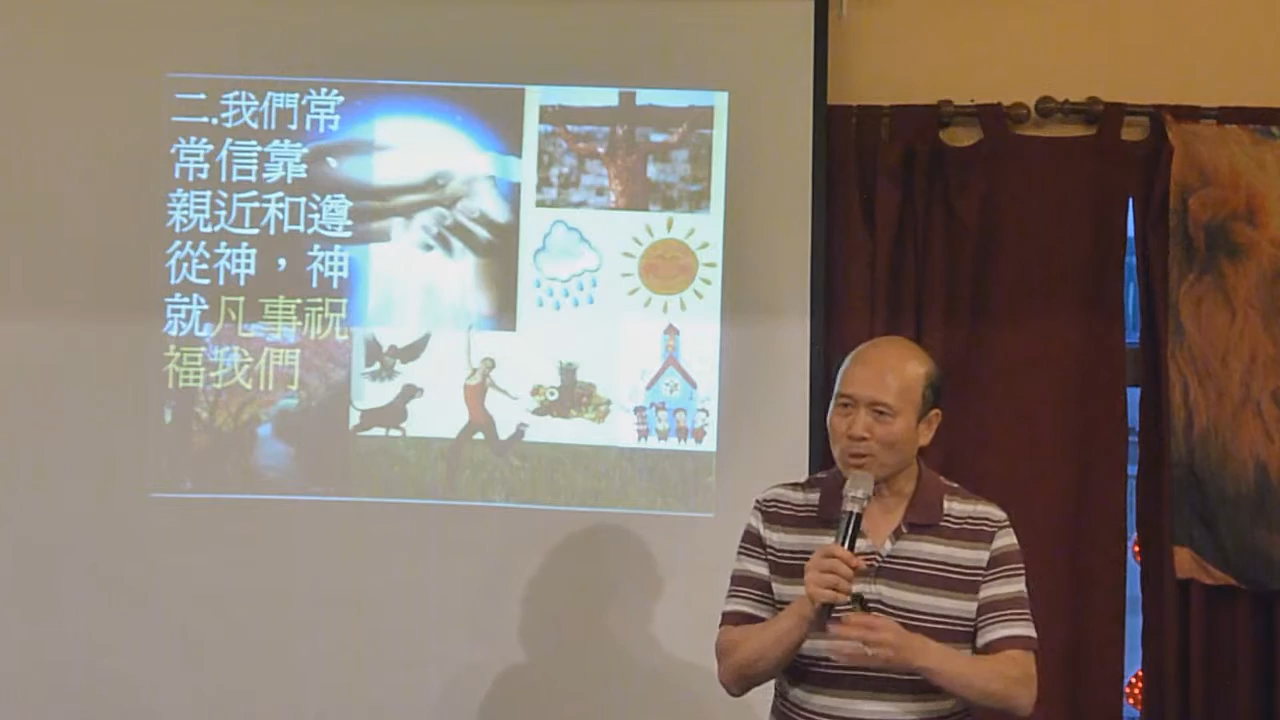 二.我們常
常信靠
親近和遵
從神，神
就凡事祝
福我們